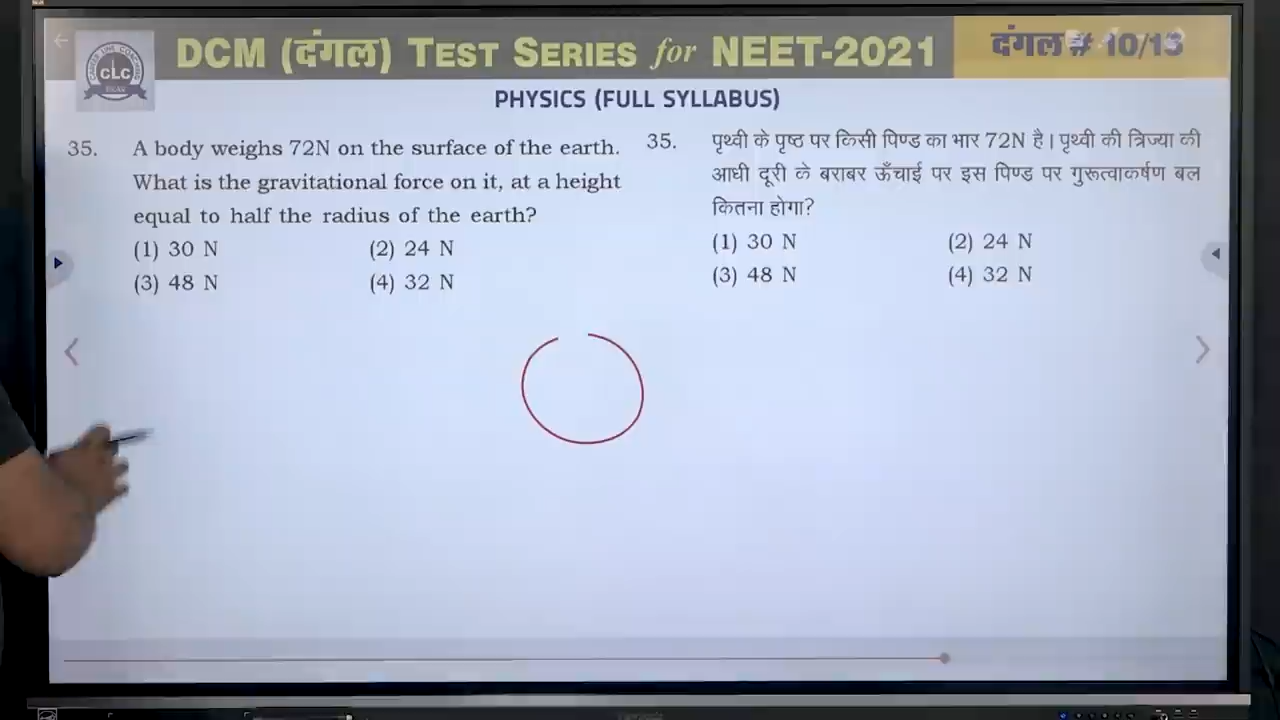 DCM (दंगल) TEST SERIES for NEET-2021
दंगल # 10/13
CLC
PHYSICS (FULL SYLLABUS)
35. A body weighs 72N on the surface of the earth.
What is the gravitational force on it, at a height
equal to half the radius of the earth?
(1) 30 N (2) 24 N
(3) 48 N (4) 32 N
35. पृथ्वी के पृष्ठ पर किसी पिण्ड का भार 72N है। पृथ्वी की त्रिज्या की
आधी दूरी के बराबर ऊँचाई पर इस पिण्ड पर गुरूत्वाकर्षण बल
कितना होगा?
(1) 30 N (2) 24 N
(3) 48 N (4) 32 N